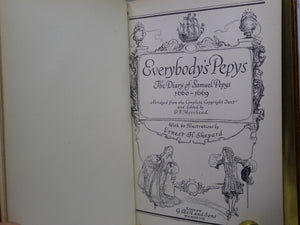 Everybody's Pepys
The Diary of Samuel Pepys
1660-1669
Abridged from the Complete Copyright Text
and Edited by
O.F. Morshead
With 60 Illustrations by
Ernest H. Shepard
London
G. Bell and Sons